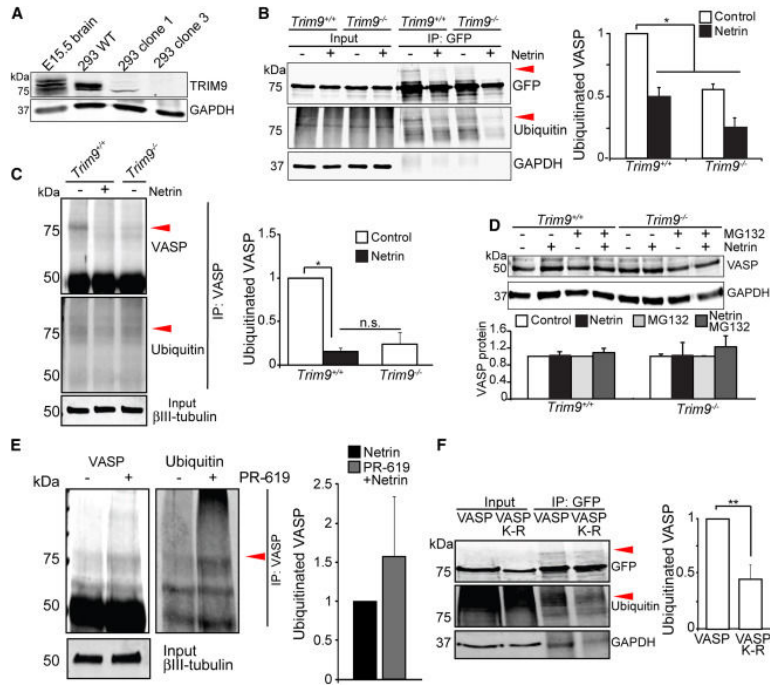 A
E15.5 brain
293 WT
293 clone 1
293 clone 3
kDa
75
TRIM9
37
GAPDH
B
Trim9+/+ Trim9-/- Trim9+/+ Trim9-/-
Input IP: GFP
- + - + - + - + Netrin
kDa
75
GFP
75
Ubiquitin
37
GAPDH
Ubiquitinated VASP
1
0.5
0
*
Control
Netrin
Trim9+/+ Trim9-/-
C
Trim9+/+ Trim9-/-
kDa - + - Netrin
75
VASP
50
75
Ubiquitin
50
IP: VASP
50
Input
βIII-tubulin
Control
Netrin
Ubiquitinated VASP
1.5
1
0.5
0
*
n.s.
Trim9+/+ Trim9-/-
D
Trim9+/+ Trim9-/-
- - + + - - + + MG132
- + - + - + - + Netrin
kDa
50
VASP
37
GAPDH
Control Netrin MG132 Netrin MG132
VASP protein
1.2
0.6
0
Trim9+/+ Trim9-/-
E
VASP Ubiquitin
kDa - + - + PR-619
75
50
IP: VASP
50
Input
βIII-tubulin
Netrin
PR-619
+Netrin
Ubiquitinated VASP
2.5
2
1.5
1
0.5
0
F
Input IP: GFP
VASP VASP K-R VASP VASP K-R
kDa
75
GFP
75
Ubiquitin
37
GAPDH
Ubiquitinated VASP
1
0.5
0
**
VASP VASP
K-R